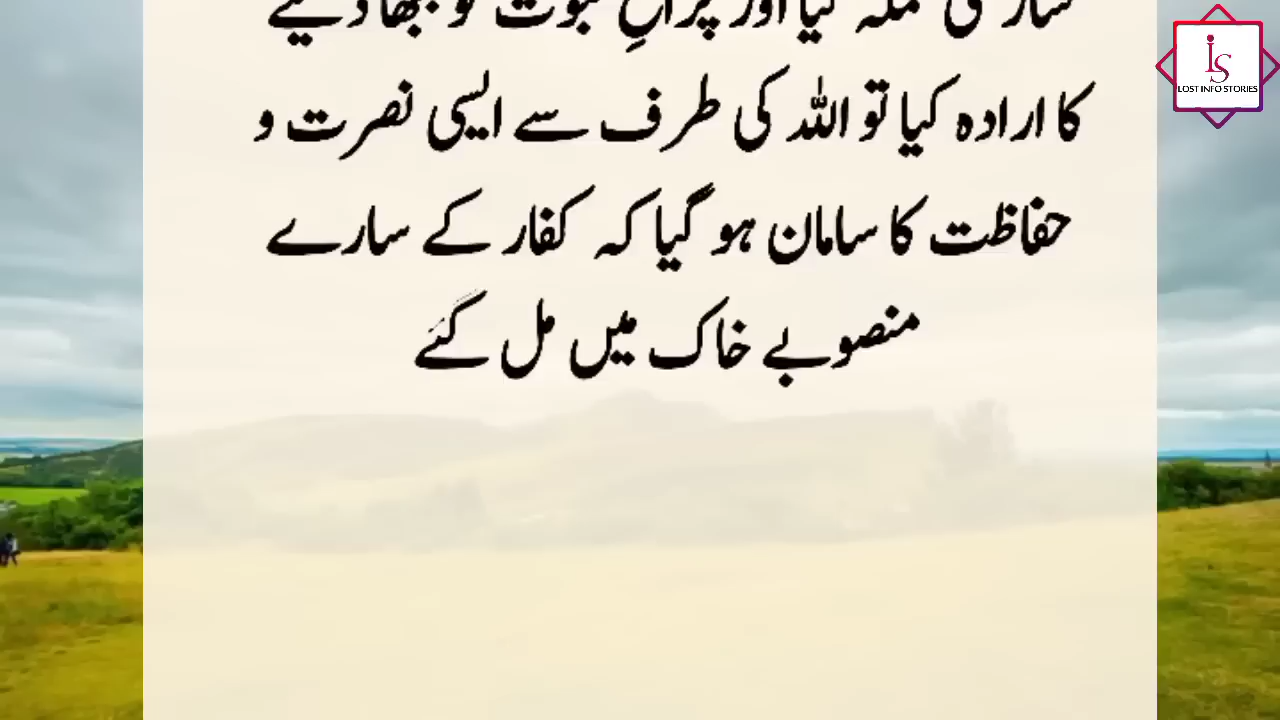 کا ارادہ کیا تو اللہ کی طرف سے ایسی نصرت و
حفاظت کا سامان ہو گیا کہ کفار کے سارے
منصوبے خاک میں مل گئے
iS
LOST INFO STORIES